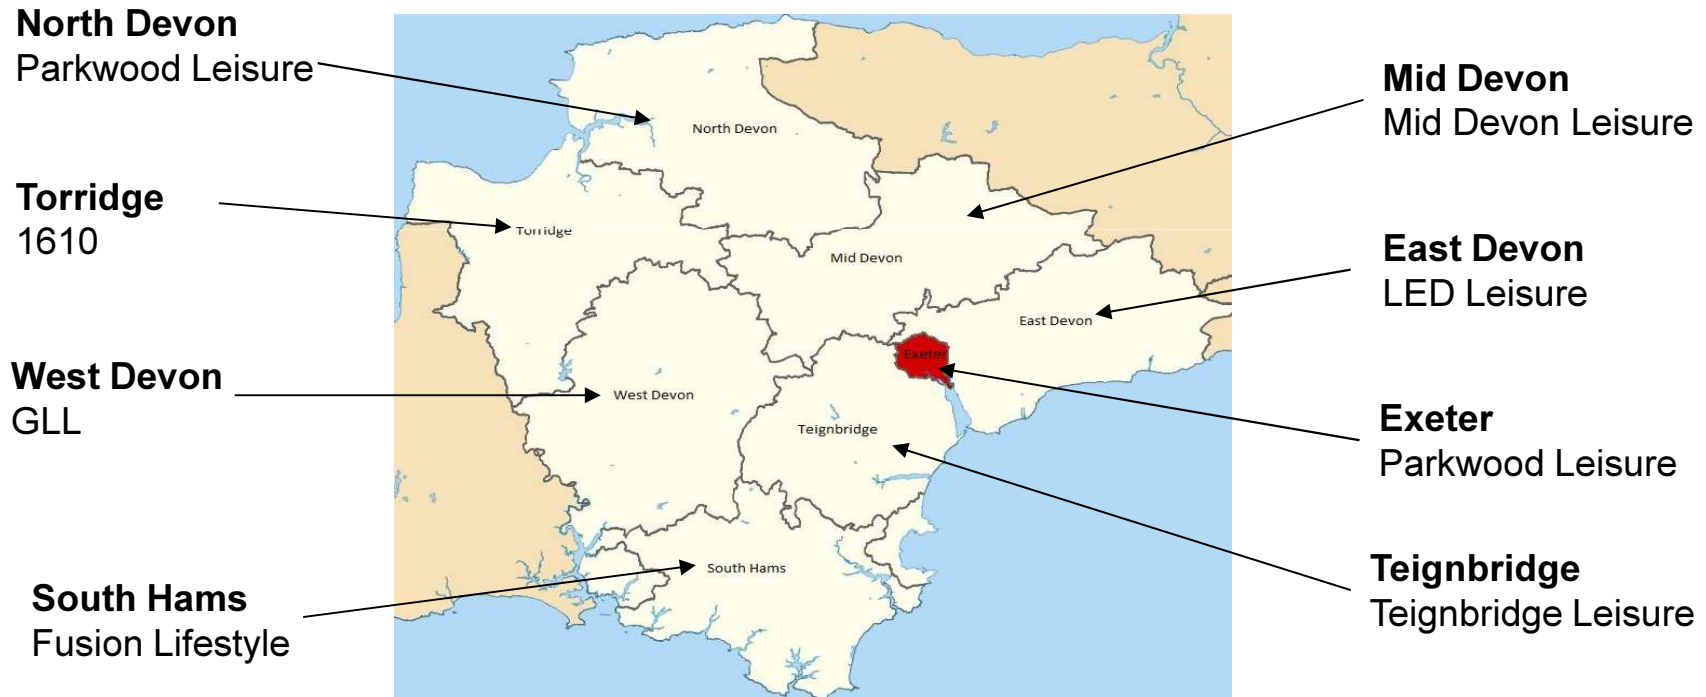 North Devon
Parkwood Leisure
Torridge
1610
West Devon
GLL
South Hams
Fusion Lifestyle
North Devon
Torridge
Mid Devon
East Devon
Exeter
West Devon
Teignbridge
South Hams
Mid Devon
Mid Devon Leisure
East Devon
LED Leisure
Exeter
Parkwood Leisure
Teignbridge
Teignbridge Leisure